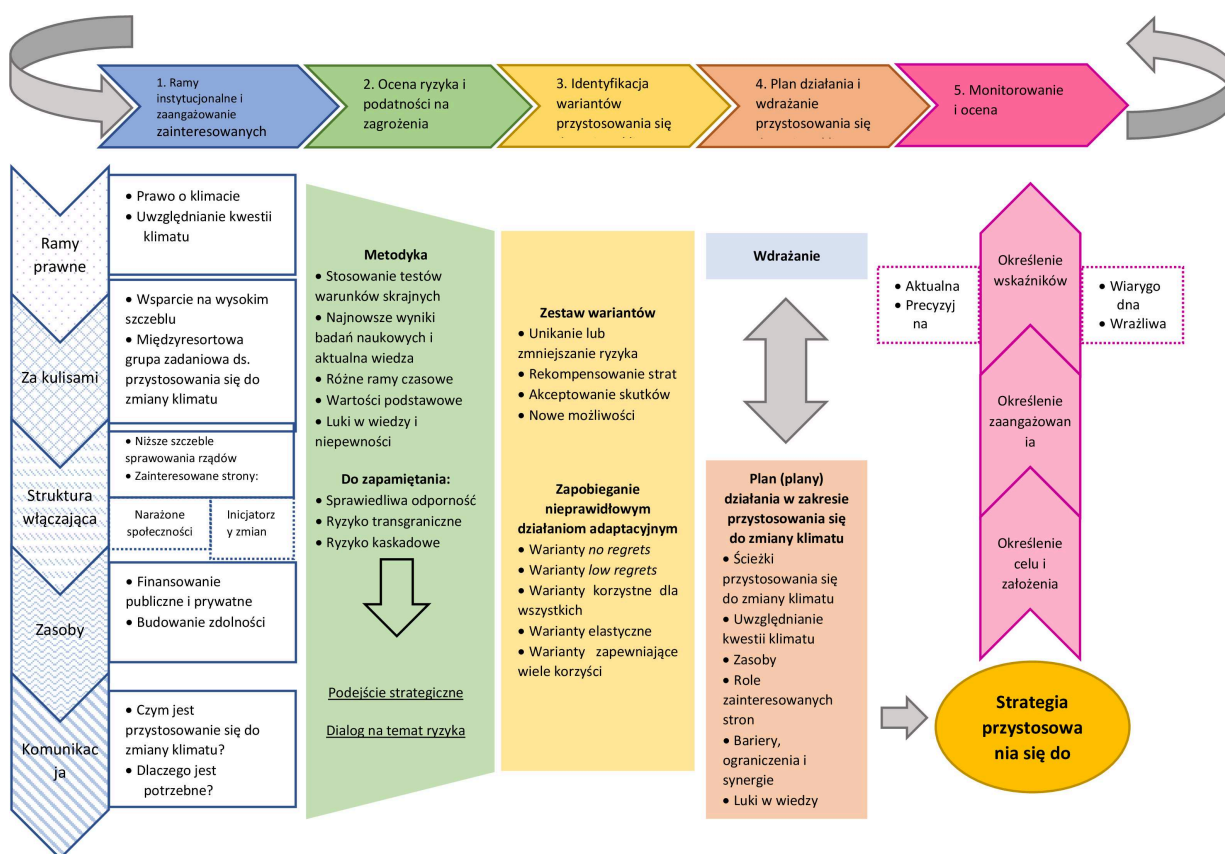 1. Ramy
instytucjonalne i
zaangażowanie
zainteresowanych
2. Ocena ryzyka i
podatności na
zagrożenia
3. Identyfikacja
wariantów
przystosowania się
4. Plan działania i
wdrażanie
przystosowania się
5. Monitorowanie
i ocena
Ramy
prawne
• Prawo o klimacie
• Uwzględnianie kwestii
klimatu
Za kulisami
• Wsparcie na wysokim
szczeblu
• Międzyresortowa
grupa zadaniowa ds.
przystosowania się do
zmiany klimatu
Struktura
włączająca
• Niższe szczeble
sprawowania rządów
• Zainteresowane strony:
Narażone
społeczności
Inicjatorz
y zmian
Zasoby
• Finansowanie
publiczne i prywatne
• Budowanie zdolności
Komunikac
ja
• Czym jest
przystosowanie się do
zmiany klimatu?
• Dlaczego jest
potrzebne?
Metodyka
• Stosowanie testów
warunków skrajnych
• Najnowsze wyniki
badań naukowych i
aktualna wiedza
• Różne ramy czasowe
• Wartości podstawowe
• Luki w wiedzy i
niepewności
Do zapamiętania:
• Sprawiedliwa odporność
• Ryzyko transgraniczne
• Ryzyko kaskadowe
Podejście strategiczne
Dialog na temat ryzyka
Zestaw wariantów
• Unikanie lub
zmniejszanie ryzyka
• Rekompensowanie strat
• Akceptowanie skutków
• Nowe możliwości
Zapobieganie
nieprawidłowym
działaniom adaptacyjnym
• Warianty no regrets
• Warianty low regrets
• Warianty korzystne dla
wszystkich
• Warianty elastyczne
• Warianty zapewniające
wiele korzyści
Wdrażanie
Plan (plany)
działania w zakresie
przystosowania się
do zmiany klimatu
• Ścieżki
przystosowania się
do zmiany klimatu
• Uwzględnianie
kwestii klimatu
• Zasoby
• Role
zainteresowanych
stron
• Bariery,
ograniczenia i
synergie
• Luki w wiedzy
• Aktualna
• Precyzyj
na
Określenie
wskaźników
• Wiarygo
dna
• Wrażliwa
Określenie
zaangażowan
ia
Określenie
celu i
założenia
Strategia
przystosowa
nia się do